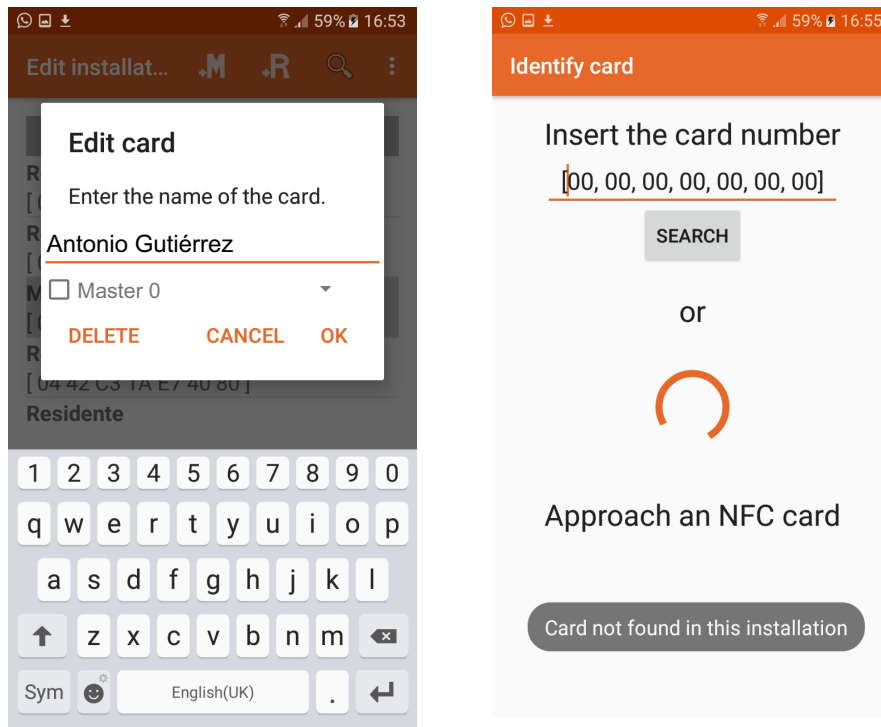 59% 16:53
Edit installat... +M +R
Edit card
Enter the name of the card.
Antonio Gutiérrez
Master 0
DELETE CANCEL OK
[ 04 42 C3 1A E7 40 80 ]
Residente
1 2 3 4 5 6 7 8 9 0
q w e r t y u i o p
a s d f g h j k l
z x c v b n m
Sym English(UK) .
59% 16:55
Identify card
Insert the card number
[00, 00, 00, 00, 00, 00, 00]
SEARCH
or
Approach an NFC card
Card not found in this installation